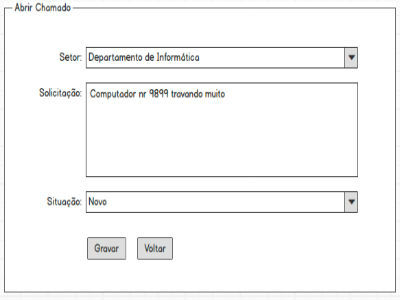 Abrir Chamado
Setor: Departamento de Informática
Solicitação: Computador nr 9899 travando muito
Situação: Novo
Gravar Voltar